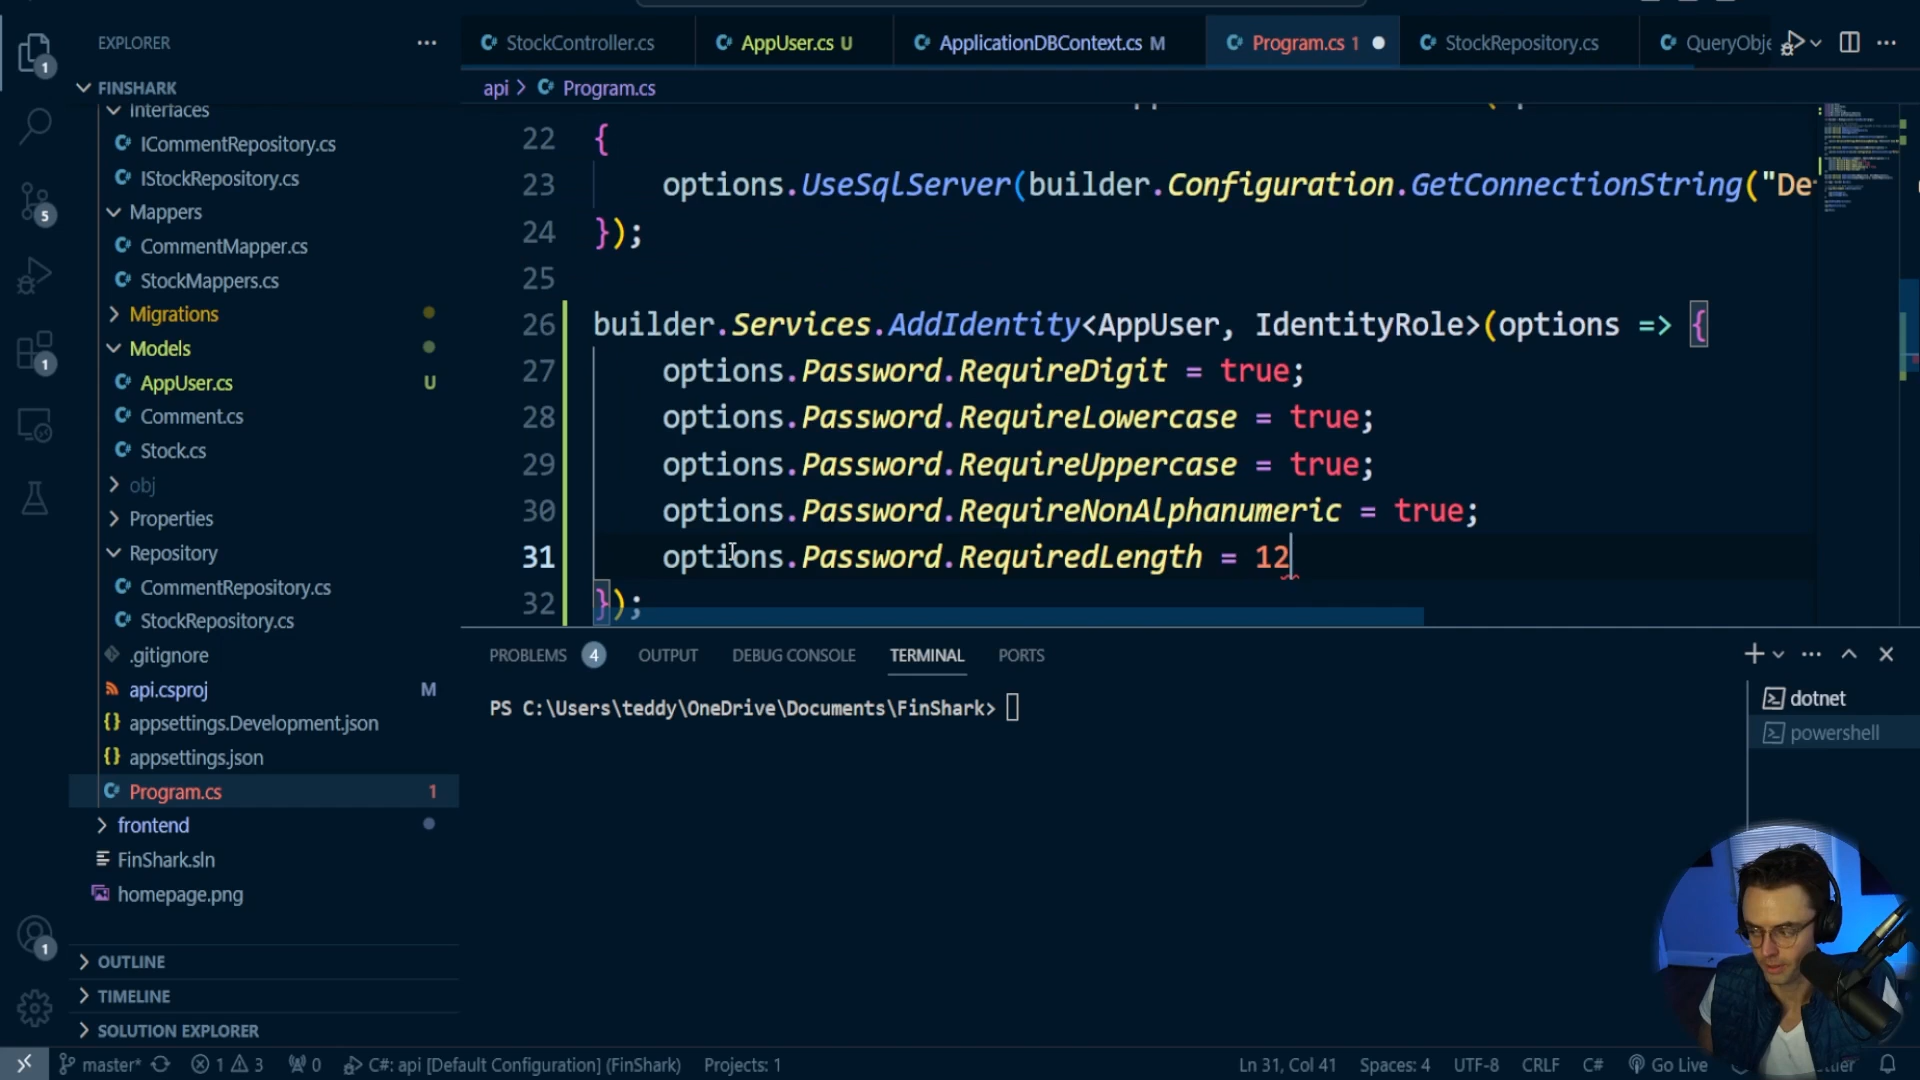 EXPLORER
FINSHARK
Interfaces
ICommentRepository.cs
IStockRepository.cs
Mappers
CommentMapper.cs
StockMappers.cs
Migrations
Models
AppUser.cs U
Comment.cs
Stock.cs
obj
Properties
Repository
CommentRepository.cs
StockRepository.cs
.gitignore
api.csproj M
appsettings.Development.json
appsettings.json
Program.cs 1
frontend
FinShark.sln
homepage.png
OUTLINE
TIMELINE
SOLUTION EXPLORER
1
5
1
1
StockController.cs AppUser.cs U ApplicationDBContext.cs M Program.cs 1 StockRepository.cs QueryObje
api > Program.cs
22 {
23 options.UseSqlServer(builder.Configuration.GetConnectionString("De
24 });
25
26 builder.Services.AddIdentity<AppUser, IdentityRole>(options => {
27 options.Password.RequireDigit = true;
28 options.Password.RequireLowercase = true;
29 options.Password.RequireUppercase = true;
30 options.Password.RequireNonAlphanumeric = true;
31 options.Password.RequiredLength = 12
32 });
PROBLEMS 4 OUTPUT DEBUG CONSOLE TERMINAL PORTS
PS C:\Users\teddy\OneDrive\Documents\FinShark>
dotnet
powershell
master* 1 3 0 C#: api [Default Configuration] (FinShark) Projects: 1 Ln 31, Col 41 Spaces: 4 UTF-8 CRLF C# Go Live